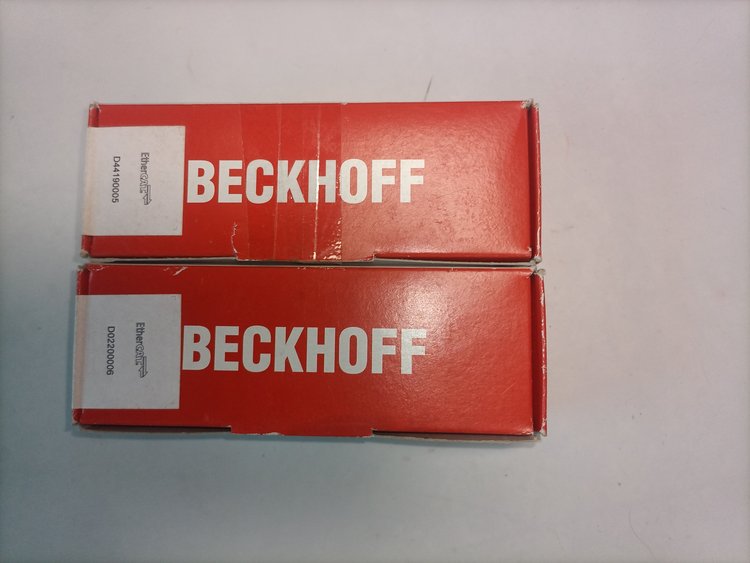 EtherCAT
D44190005
BECKHOFF
EtherCAT
D02200006
BECKHOFF